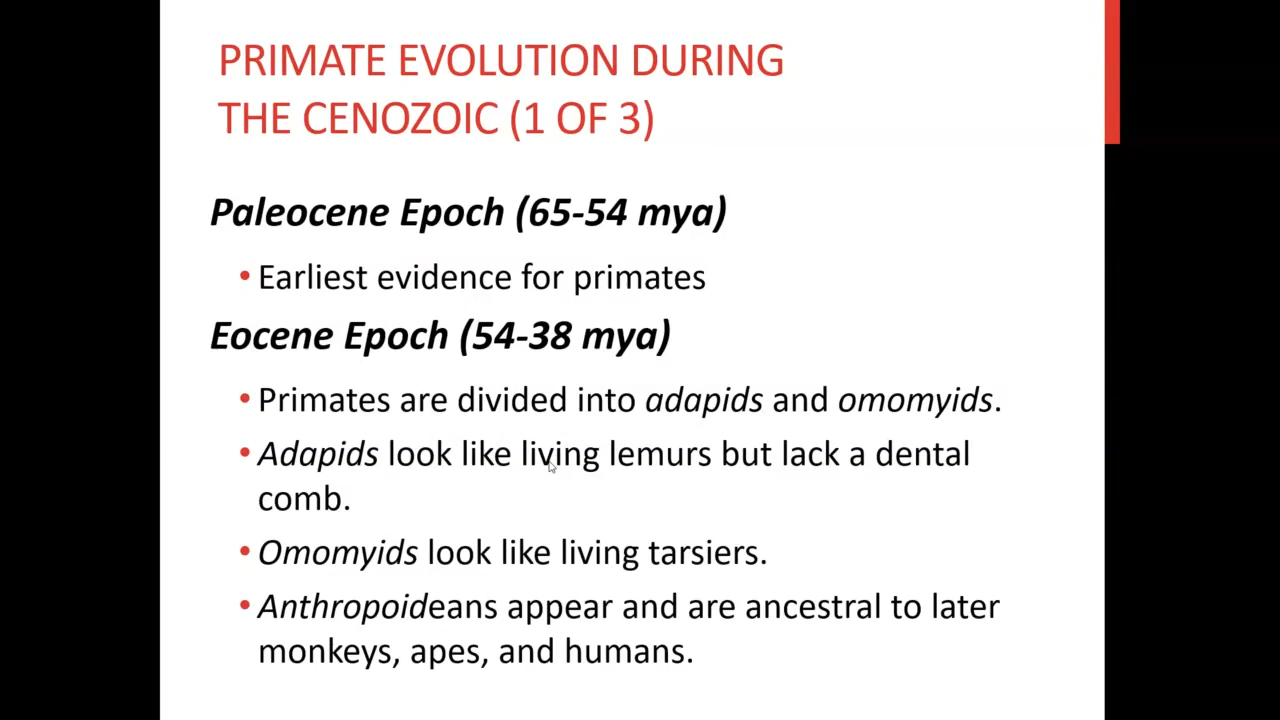 PRIMATE EVOLUTION DURING
THE CENOZOIC (1 OF 3)
Paleocene Epoch (65-54 mya)
• Earliest evidence for primates
Eocene Epoch (54-38 mya)
• Primates are divided into adapids and omomyids.
• Adapids look like living lemurs but lack a dental
comb.
• Omomyids look like living tarsiers.
• Anthropoideans appear and are ancestral to later
monkeys, apes, and humans.